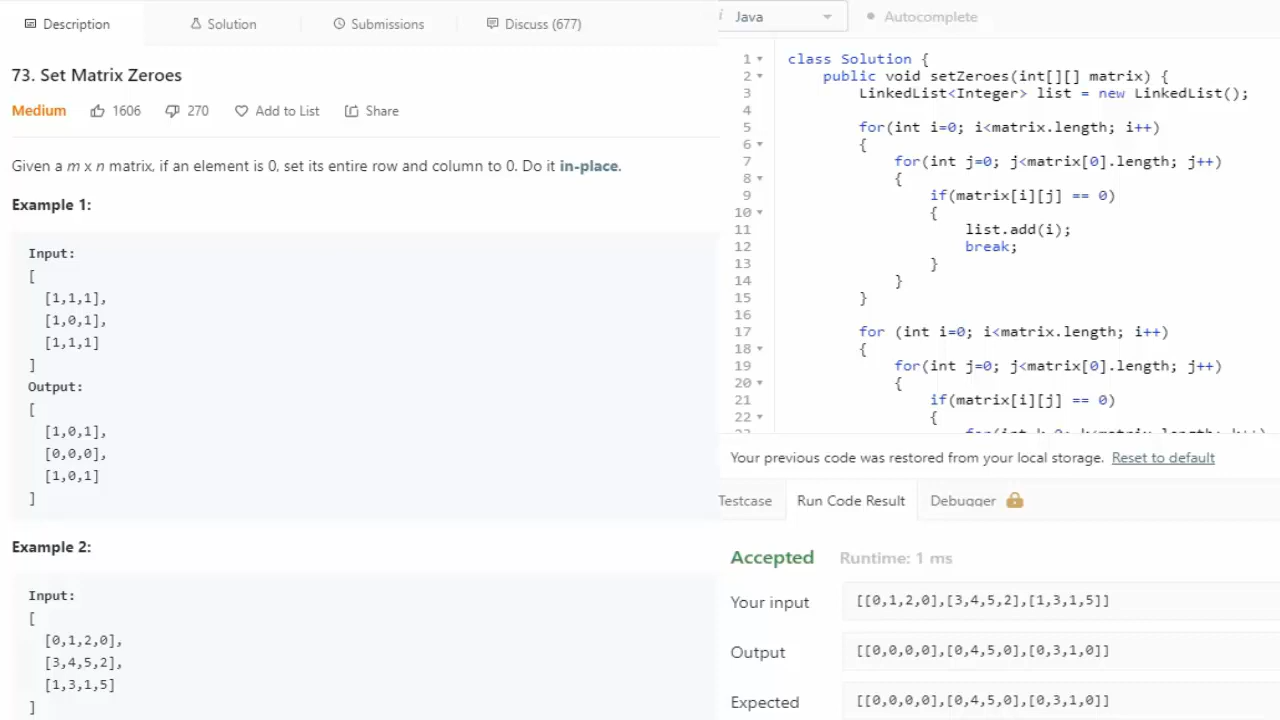 Description
Solution
Submissions
Discuss (677)
73. Set Matrix Zeroes
Medium
1606
270
Add to List
Share
Given a m x n matrix, if an element is 0, set its entire row and column to 0. Do it in-place.
Example 1:
Input:
[
[1,1,1],
[1,0,1],
[1,1,1]
]
Output:
[
[1,0,1],
[0,0,0],
[1,0,1]
]
Example 2:
Input:
[
[0,1,2,0],
[3,4,5,2],
[1,3,1,5]
]
i Java
Autocomplete
1 class Solution {
2 public void setZeroes(int[][] matrix) {
3 LinkedList<Integer> list = new LinkedList();
4
5 for(int i=0; i<matrix.length; i++)
6 {
7 for(int j=0; j<matrix[0].length; j++)
8 {
9 if(matrix[i][j] == 0)
10 {
11 list.add(i);
12 break;
13 }
14 }
15 }
16
17 for (int i=0; i<matrix.length; i++)
18 {
19 for(int j=0; j<matrix[0].length; j++)
20 {
21 if(matrix[i][j] == 0)
22 {
Your previous code was restored from your local storage. Reset to default
Testcase
Run Code Result
Debugger
Accepted
Runtime: 1 ms
Your input
[[0,1,2,0],[3,4,5,2],[1,3,1,5]]
Output
[[0,0,0,0],[0,4,5,0],[0,3,1,0]]
Expected
[[0,0,0,0],[0,4,5,0],[0,3,1,0]]